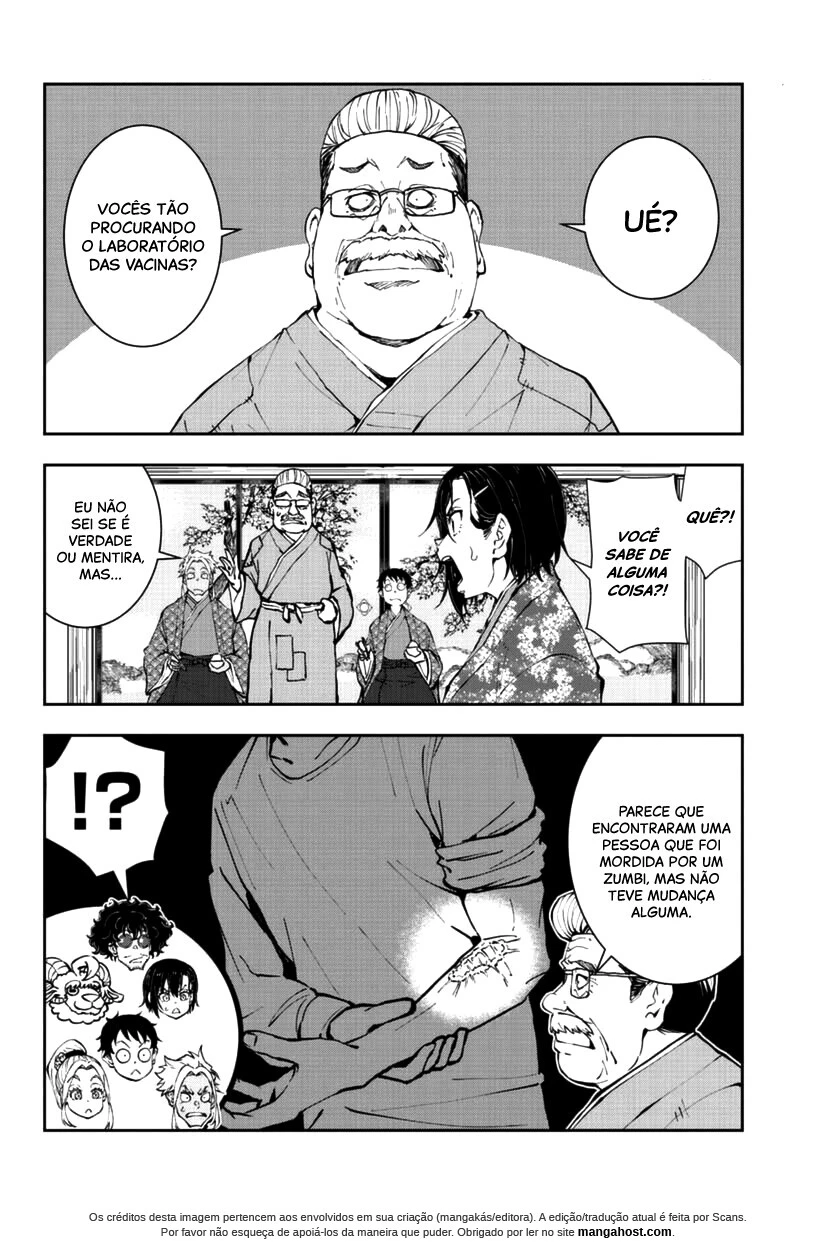 UÉ?
VOCÊS TÃO
PROCURANDO
O LABORATÓRIO
DAS VACINAS?
QUÊ?!
VOCÊ
SABE DE
ALGUMA
COISA?!
EU NÃO
SEI SE É
VERDADE
OU MENTIRA,
MAS...
PARECE QUE
ENCONTRARAM UMA
PESSOA QUE FOI
MORDIDA POR UM
ZUMBI, MAS NÃO
TEVE MUDANÇA
ALGUMA.
!?
Os créditos desta imagem pertencem aos envolvidos em sua criação (mangakás/editora). A edição/tradução atual é feita por Scans.
Por favor não esqueça de apoiá-los da maneira que puder. Obrigado por ler no site mangahost.com.